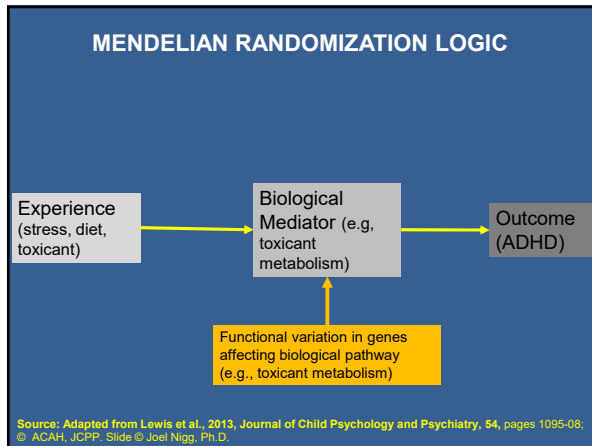 MENDELIAN RANDOMIZATION LOGIC
Experience
(stress, diet,
toxicant)
Biological
Mediator (e.g,
toxicant
metabolism)
Outcome
(ADHD)
Functional variation in genes
affecting biological pathway
(e.g., toxicant metabolism)
Source: Adapted from Lewis et al., 2013, Journal of Child Psychology and Psychiatry, 54, pages 1095-08;
© ACAH, JCPP. Slide © Joel Nigg, Ph.D.